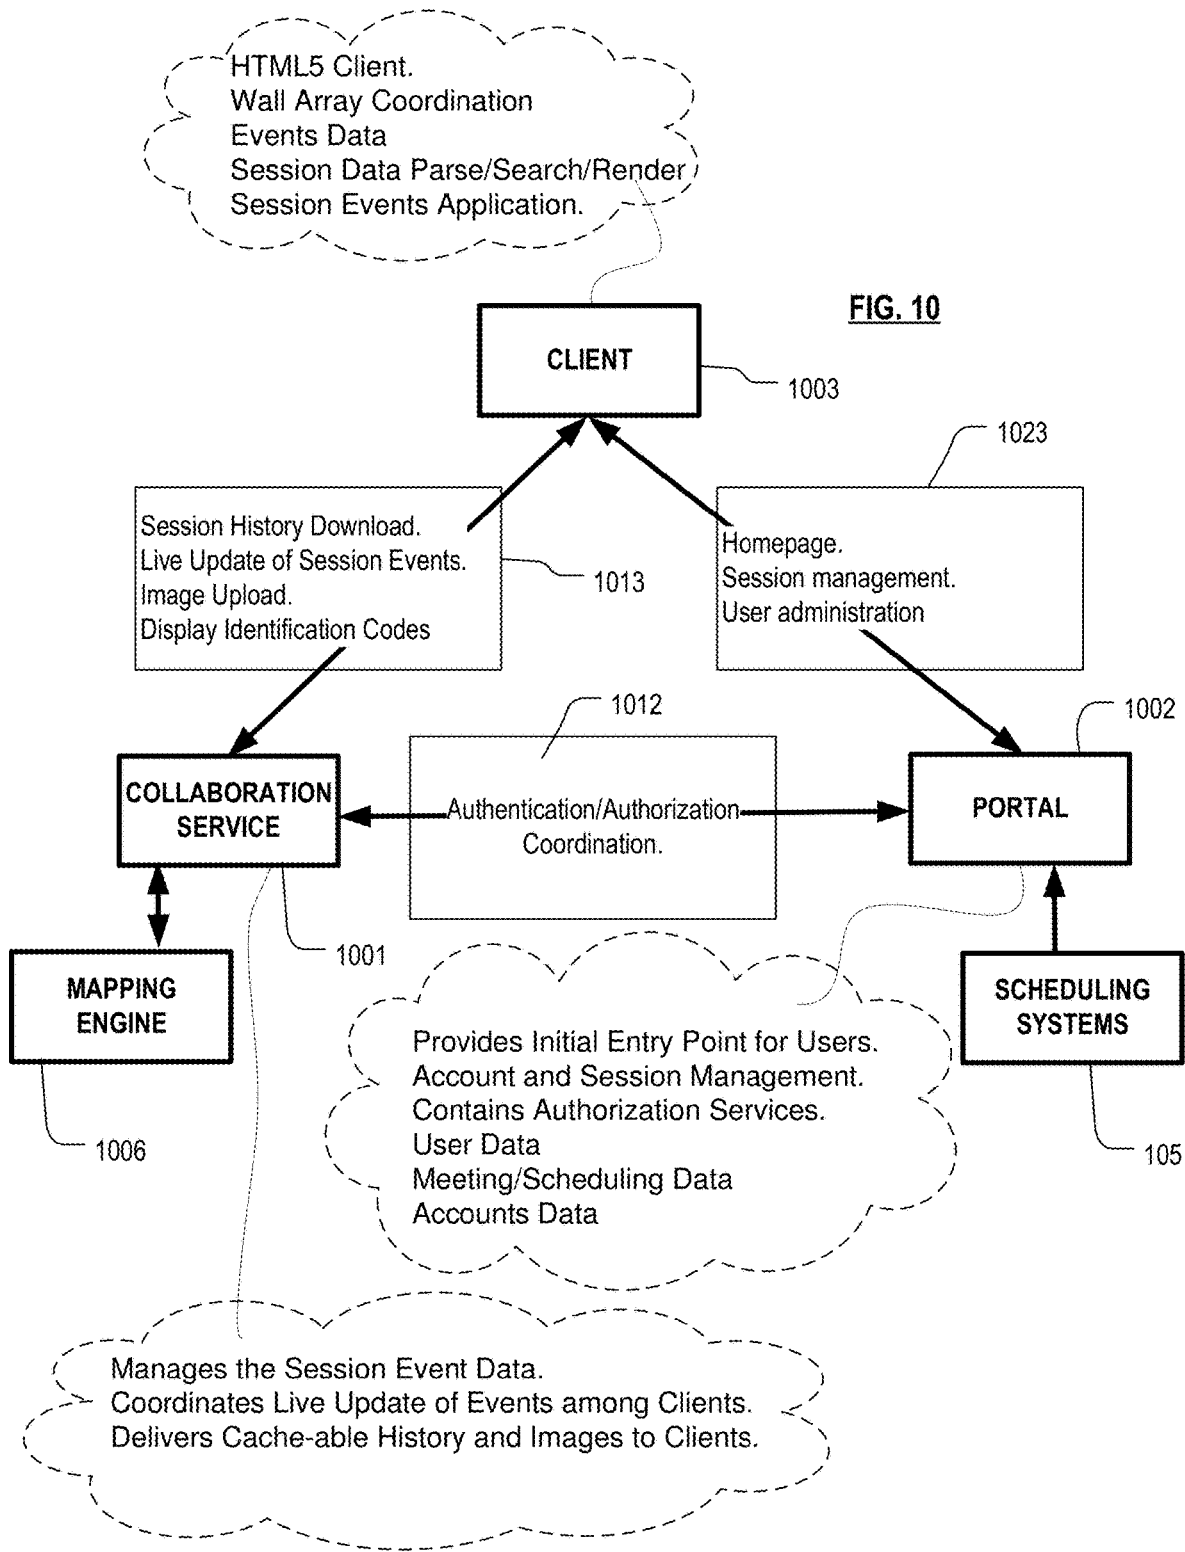 HTML5 Client.
Wall Array Coordination
Events Data
Session Data Parse/Search/Render
Session Events Application.
FIG. 10
CLIENT
1003
1023
Session History Download.
Live Update of Session Events.
Image Upload.
Display Identification Codes
1013
Homepage.
Session management.
User administration
1012
1002
COLLABORATION
SERVICE
Authentication/Authorization
Coordination.
PORTAL
1001
MAPPING
ENGINE
SCHEDULING
SYSTEMS
1006
105
Provides Initial Entry Point for Users.
Account and Session Management.
Contains Authorization Services.
User Data
Meeting/Scheduling Data
Accounts Data
Manages the Session Event Data.
Coordinates Live Update of Events among Clients.
Delivers Cache-able History and Images to Clients.